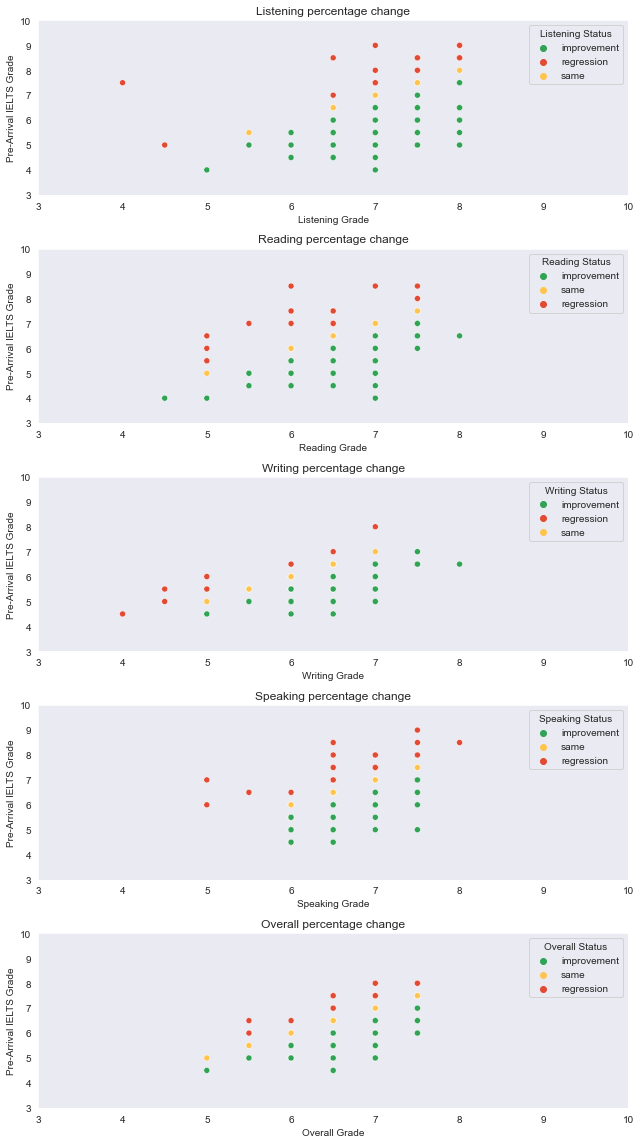 Listening percentage change
10
9
8
7
6
5
4
3
Pre-Arrival IELTS Grade
Listening Status
improvement
regression
same
3 4 5 6 7 8 9 10
Listening Grade
Reading percentage change
10
9
8
7
6
5
4
3
Pre-Arrival IELTS Grade
Reading Status
improvement
same
regression
3 4 5 6 7 8 9 10
Reading Grade
Writing percentage change
10
9
8
7
6
5
4
3
Pre-Arrival IELTS Grade
Writing Status
improvement
regression
same
3 4 5 6 7 8 9 10
Writing Grade
Speaking percentage change
10
9
8
7
6
5
4
3
Pre-Arrival IELTS Grade
Speaking Status
improvement
same
regression
3 4 5 6 7 8 9 10
Speaking Grade
Overall percentage change
10
9
8
7
6
5
4
3
Pre-Arrival IELTS Grade
Overall Status
improvement
same
regression
3 4 5 6 7 8 9 10
Overall Grade